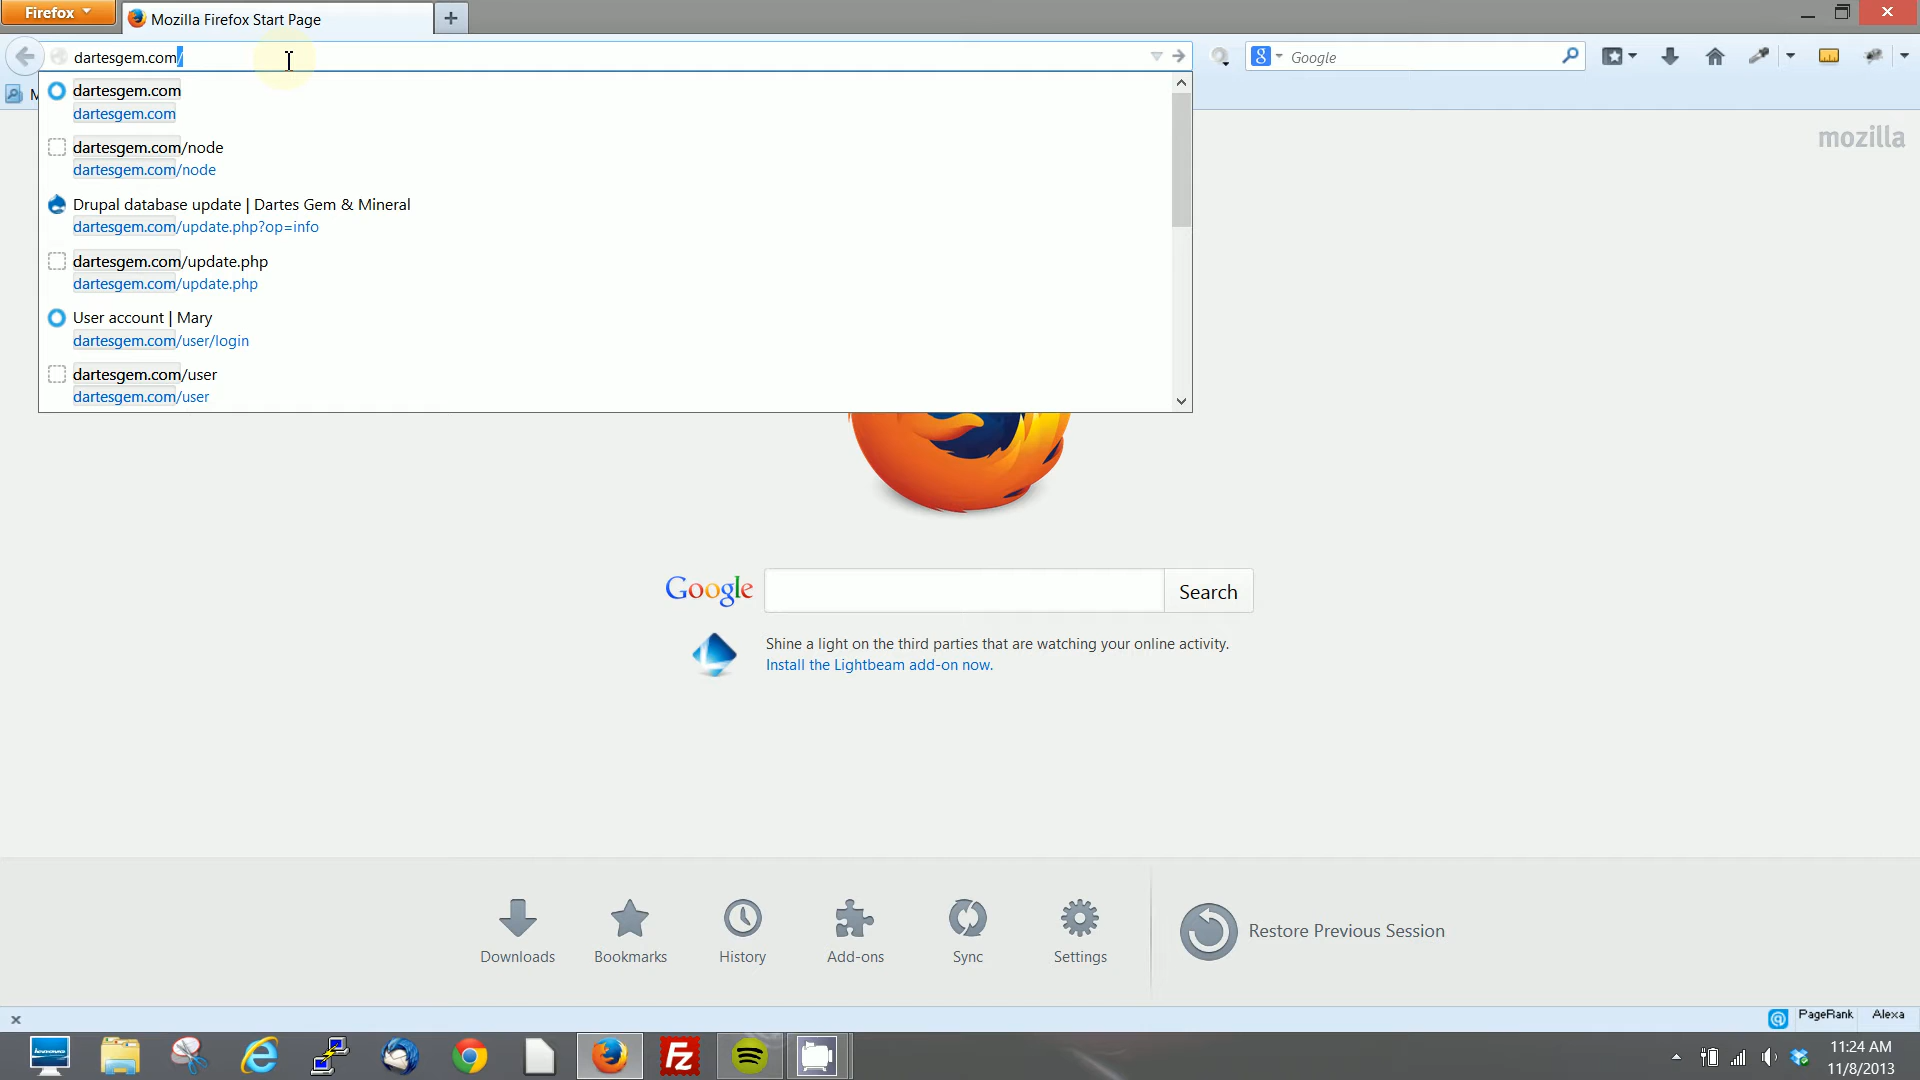 Firefox
Mozilla Firefox Start Page
dartesgem.com/
Google
M
dartesgem.com
dartesgem.com
dartesgem.com/node
dartesgem.com/node
Drupal database update | Dartes Gem & Mineral
dartesgem.com/update.php?op=info
dartesgem.com/update.php
dartesgem.com/update.php
User account | Mary
dartesgem.com/user/login
dartesgem.com/user
dartesgem.com/user
mozilla
Google
Search
Shine a light on the third parties that are watching your online activity.
Install the Lightbeam add-on now.
Downloads
Bookmarks
History
Add-ons
Sync
Settings
Restore Previous Session
PageRank
Alexa
lenovo
FZ
11:24 AM
11/8/2013